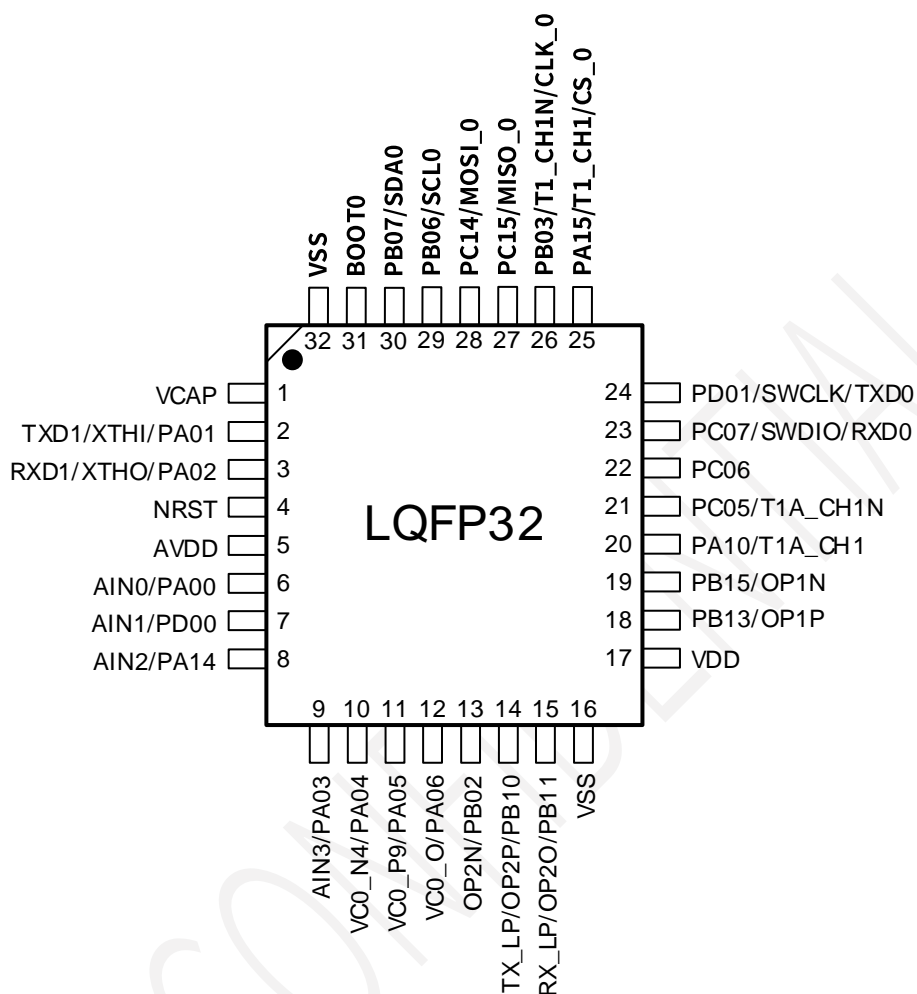 VSS
BOOT0
PB07/SDA0
PB06/SCL0
PC14/MOSI_0
PC15/MISO_0
PB03/T1_CH1N/CLK_0
PA15/T1_CH1/CS_0
32 31 30 29 28 27 26 25
VCAP 1
TXD1/XTHI/PA01 2
RXD1/XTHO/PA02 3
NRST 4
AVDD 5
AIN0/PA00 6
AIN1/PD00 7
AIN2/PA14 8
LQFP32
24 PD01/SWCLK/TXD0
23 PC07/SWDIO/RXD0
22 PC06
21 PC05/T1A_CH1N
20 PA10/T1A_CH1
19 PB15/OP1N
18 PB13/OP1P
17 VDD
9 10 11 12 13 14 15 16
AIN3/PA03
VC0_N4/PA04
VC0_P9/PA05
VC0_O/PA06
OP2N/PB02
TX_LP/OP2P/PB10
RX_LP/OP2O/PB11
VSS
CONFIDENTIAL